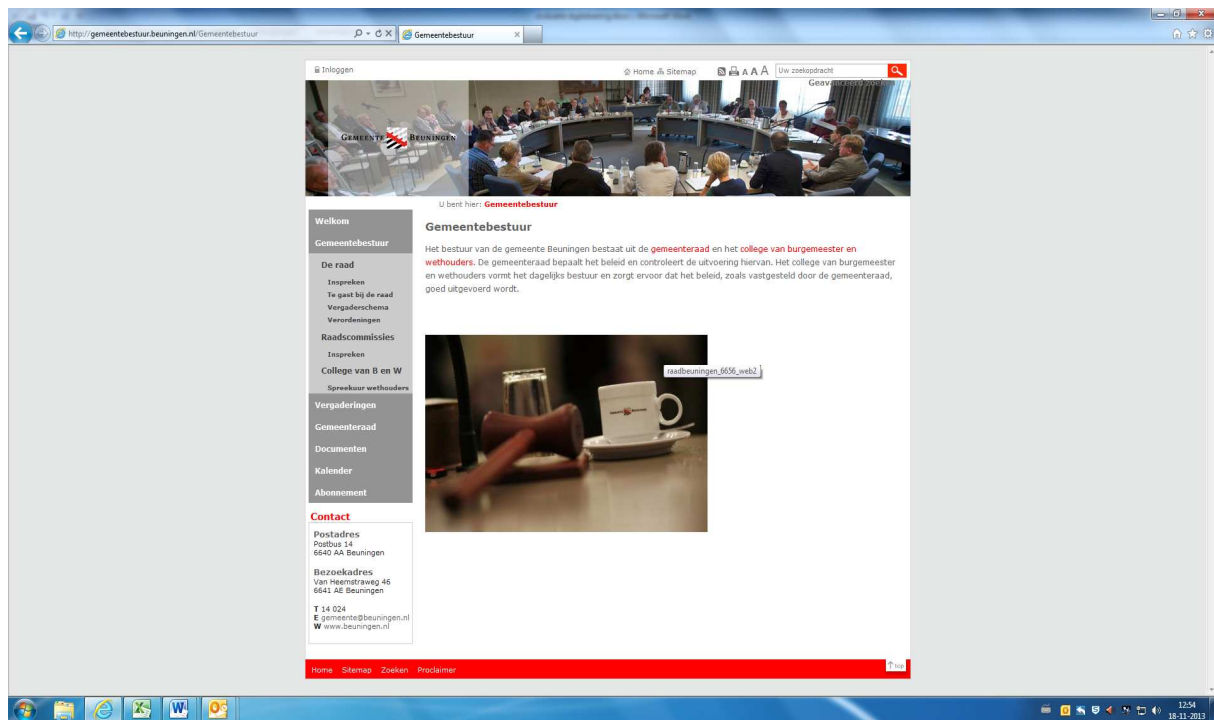 http://gemeentebestuur.beuningen.nl/Gemeentebestuur
Gemeentebestuur
Inloggen
Home Sitemap
A A A
Uw zoekopdracht
GEMEENTE BEUNINGEN
U bent hier: Gemeentebestuur
Welkom
Gemeentebestuur
De raad
Inspreken
Te gast bij de raad
Vergaderschema
Verordeningen
Raadscommissies
Inspreken
College van B en W
Spreekuur wethouders
Vergaderingen
Gemeenteraad
Documenten
Kalender
Abonnement
Gemeentebestuur
Het bestuur van de gemeente Beuningen bestaat uit de gemeenteraad en het college van burgemeester en
wethouders. De gemeenteraad bepaalt het beleid en controleert de uitvoering hiervan. Het college van burgemeester
en wethouders vormt het dagelijks bestuur en zorgt ervoor dat het beleid, zoals vastgesteld door de gemeenteraad,
goed uitgevoerd wordt.
raadbeuningen_6656_web2
Contact
Postadres
Postbus 14
6640 AA Beuningen
Bezoekadres
Van Heemstraweg 46
6641 AE Beuningen
T 14 024
E gemeente@beuningen.nl
W www.beuningen.nl
Home Sitemap Zoeken Proclaimer
top
12:54
18-11-2013